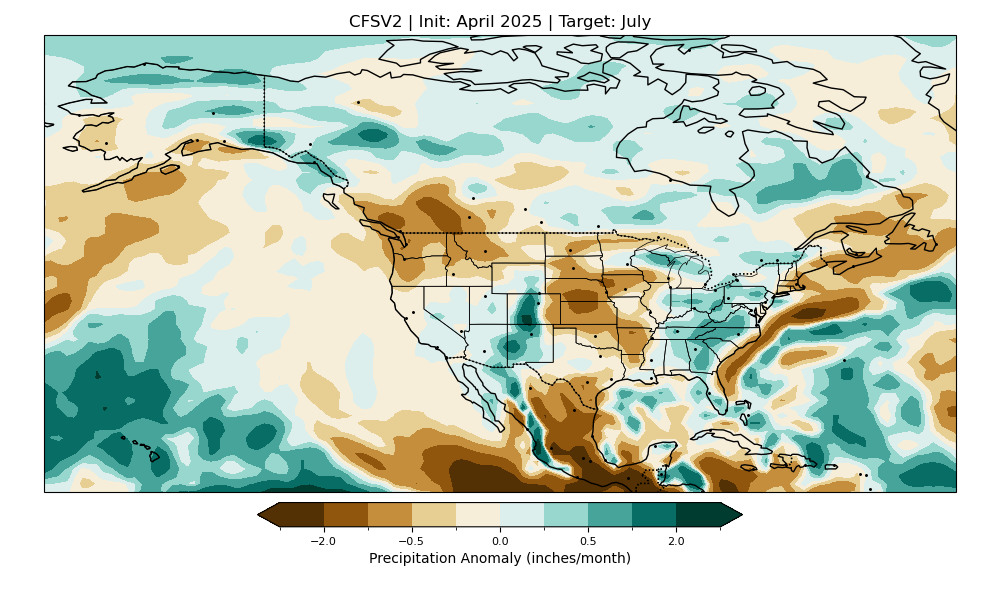 CFSV2 | Init: April 2025 | Target: July
−2.0 −0.5 0.0 0.5 2.0
Precipitation Anomaly (inches/month)